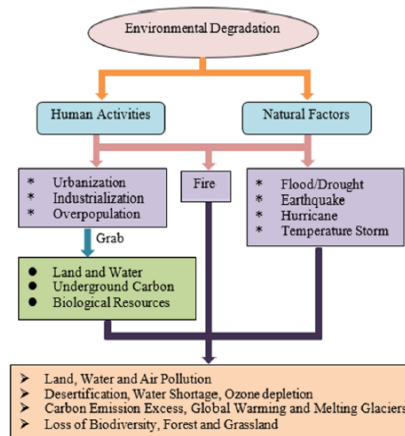 Environmental Degradation
Human Activities
Natural Factors
* Urbanization
* Industrialization
* Overpopulation
Fire
* Flood/Drought
* Earthquake
* Hurricane
* Temperature Storm
Grab
● Land and Water
● Underground Carbon
● Biological Resources
➤ Land, Water and Air Pollution
➤ Desertification, Water Shortage, Ozone depletion
➤ Carbon Emission Excess, Global Warming and Melting Glaciers
➤ Loss of Biodiversity, Forest and Grassland